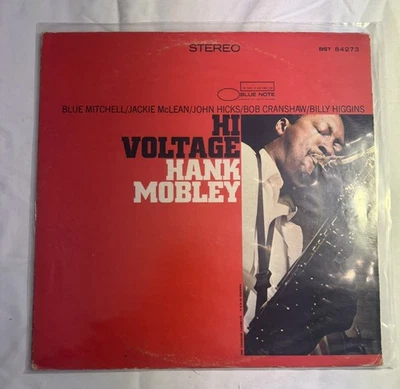 STEREO
BST 84273
BLUE NOTE
BLUE MITCHELL/JACKIE McLEAN/JOHN HICKS/BOB CRANSHAW/BILLY HIGGINS
HI
VOLTAGE
HANK
MOBLEY